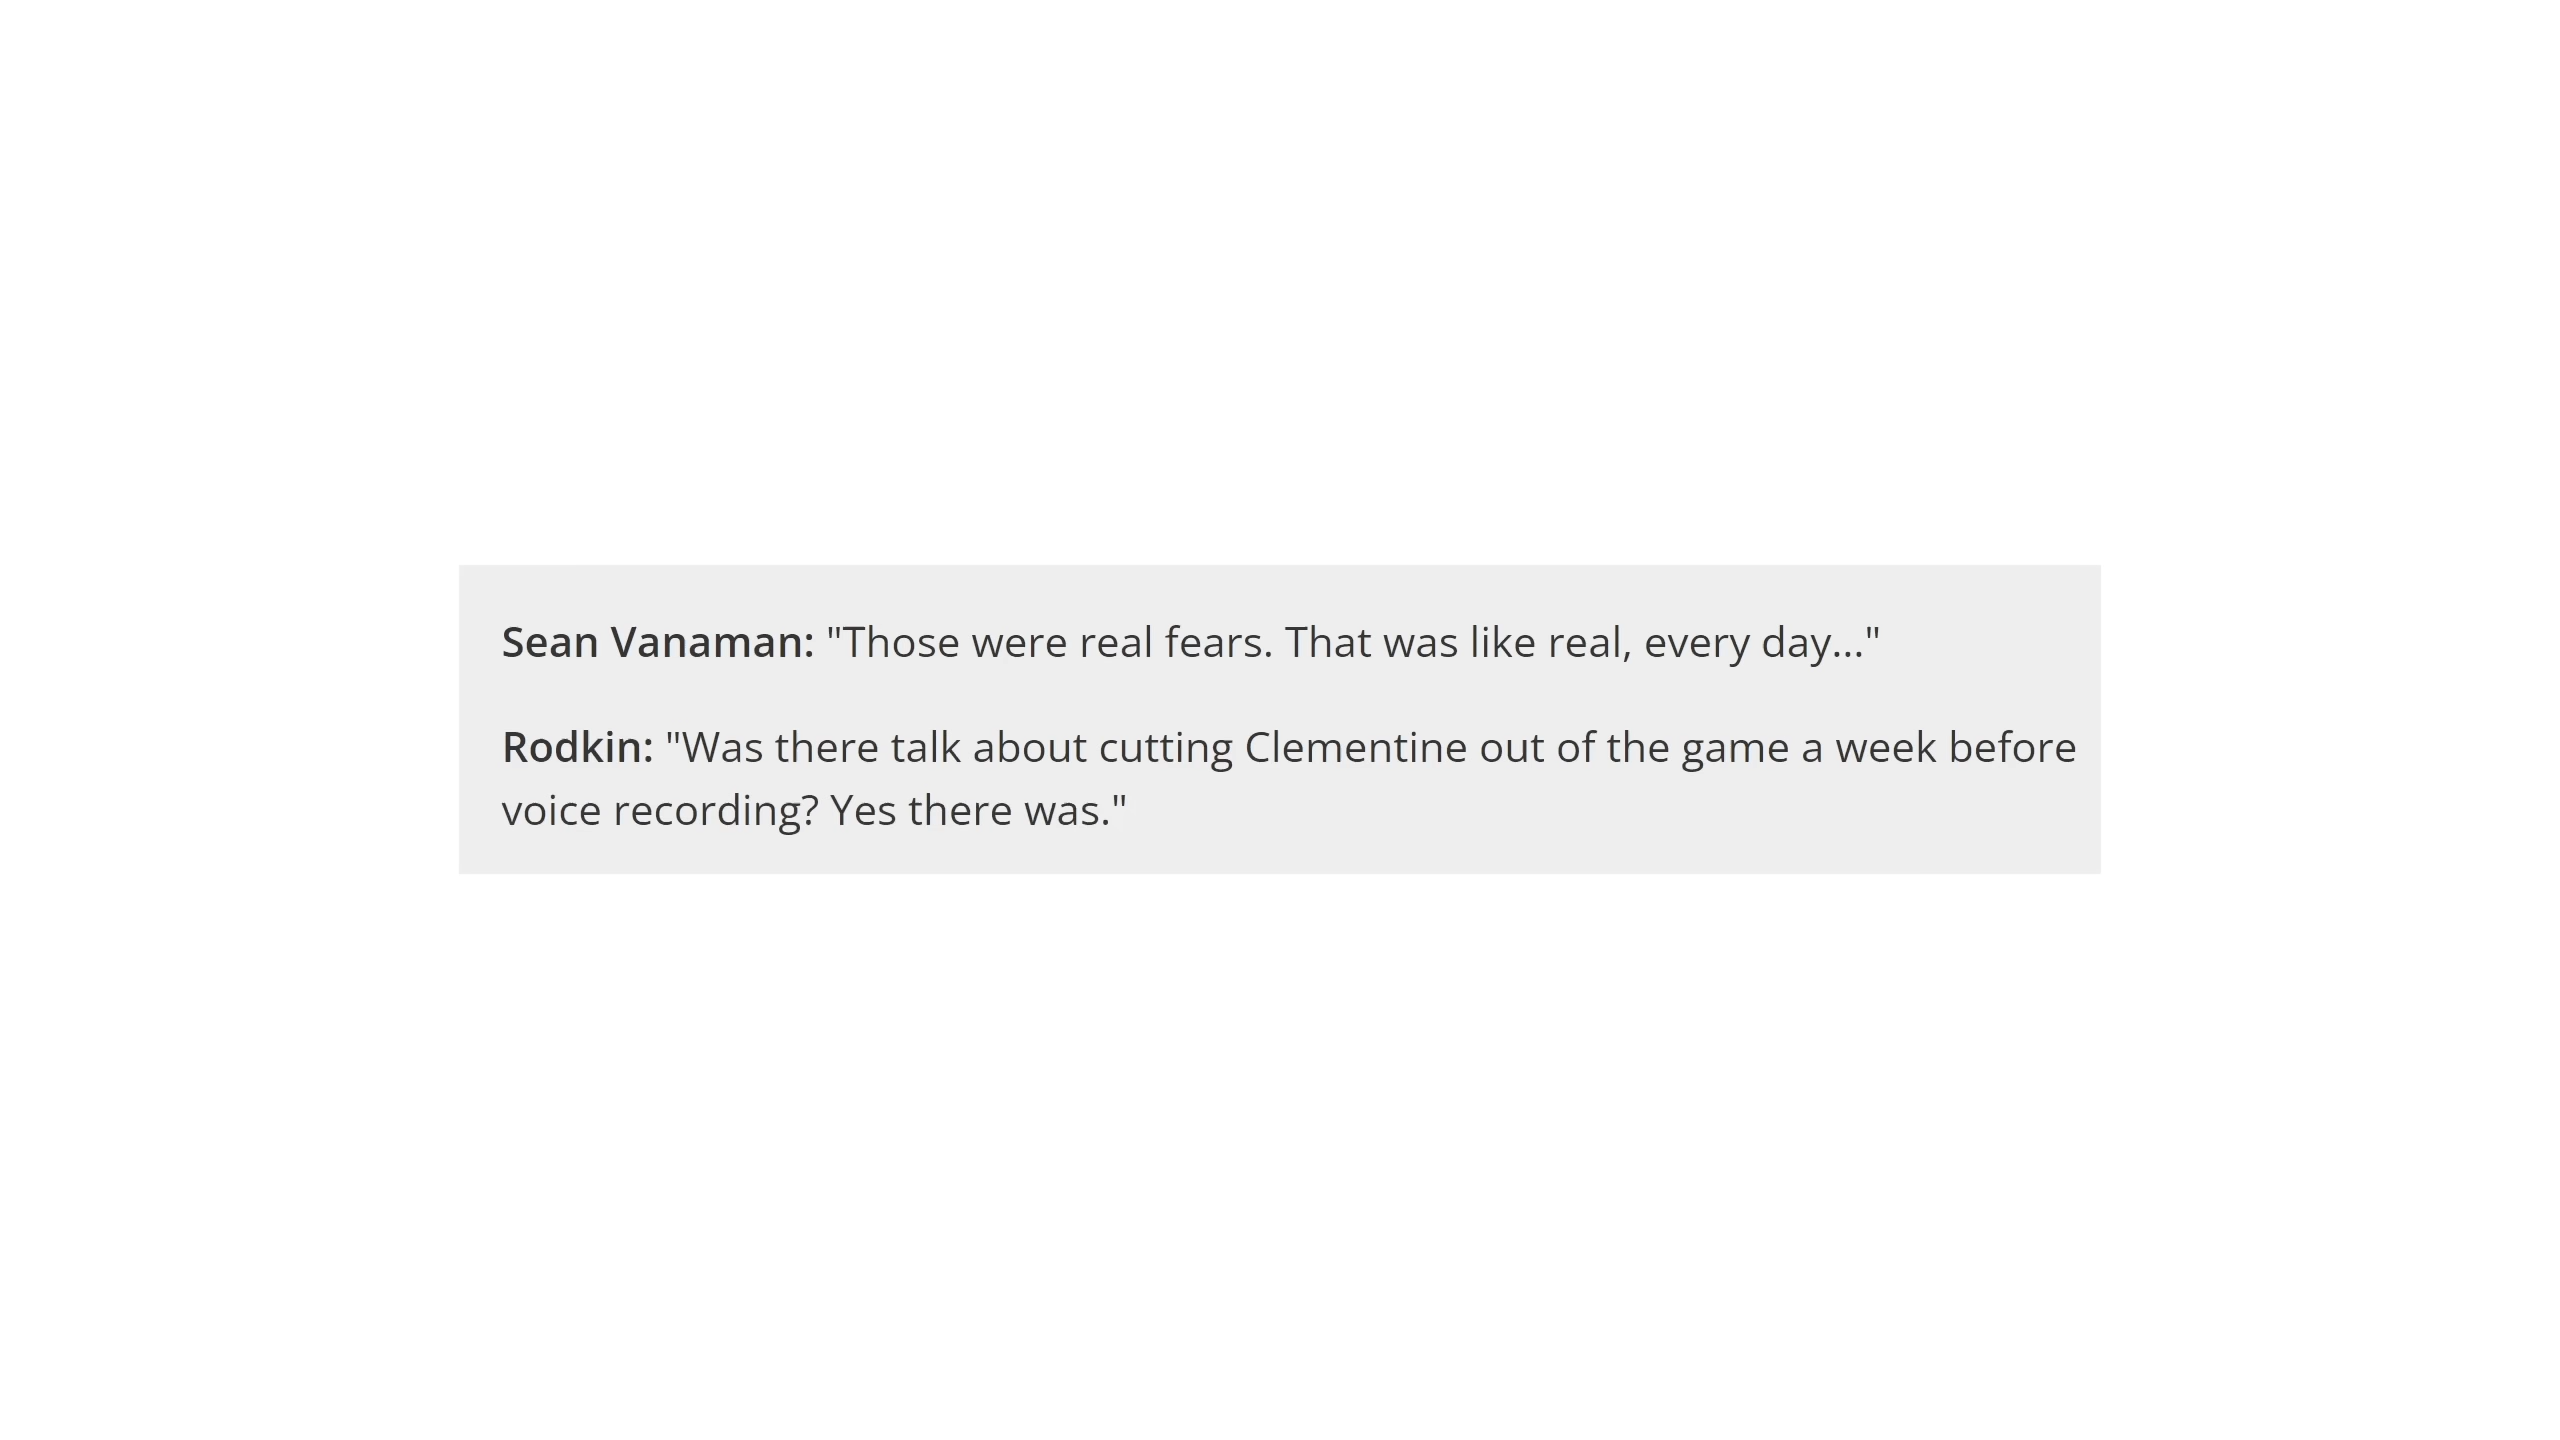 Sean Vanaman: "Those were real fears. That was like real, every day..."
Rodkin: "Was there talk about cutting Clementine out of the game a week before
voice recording? Yes there was."